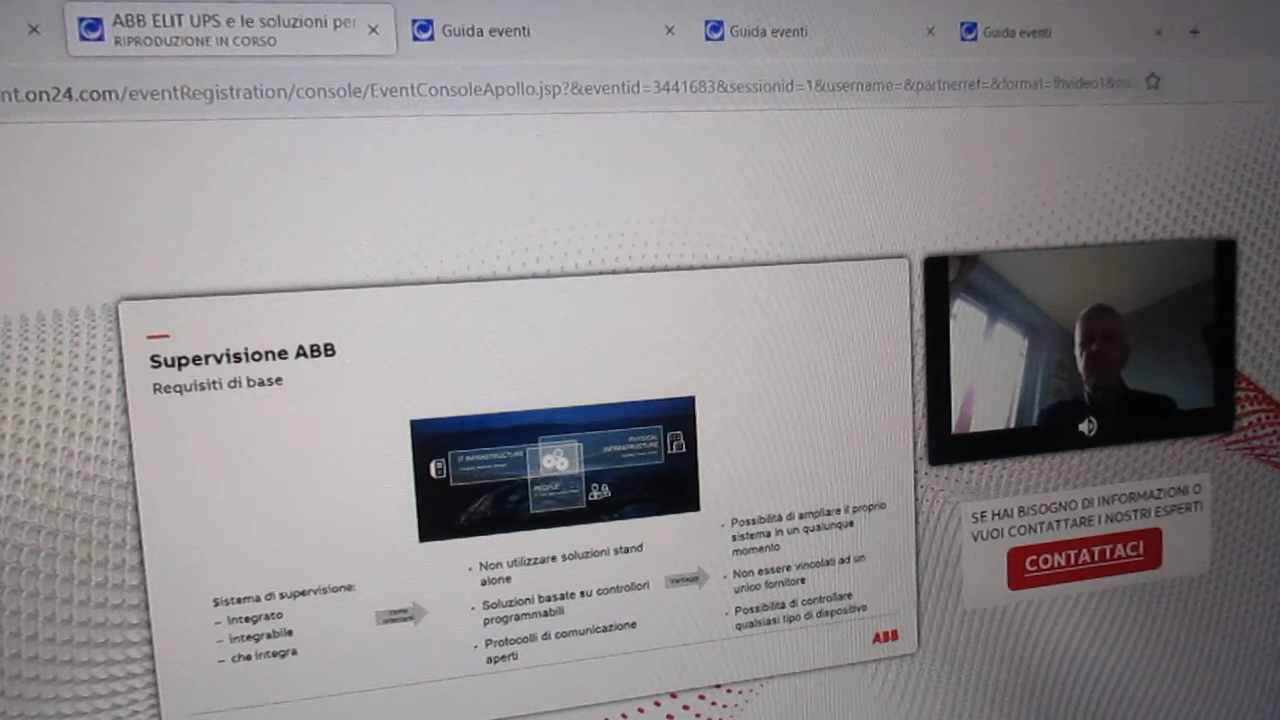 ABB ELIT UPS e le soluzioni per
RIPRODUZIONE IN CORSO
Guida eventi
Guida eventi
Guida eventi
nt.on24.com/eventRegistration/console/EventConsoleApollo.jsp?&eventid=3441683&sessionid=1&username=&partnerref=&format=fhvideo1&m
Supervisione ABB
Requisiti di base
IT INFRASTRUCTURE
PHYSICAL
INFRASTRUCTURE
PEOPLE
Sistema di supervisione:
– Integrato
– integrabile
– che integra
Non utilizzare soluzioni stand
alone
Soluzioni basate su controllori
programmabili
Protocolli di comunicazione
aperti
Possibilità di ampliare il proprio
sistema in un qualunque
momento
Non essere vincolati ad un
unico fornitore
Possibilità di controllare
qualsiasi tipo di dispositivo
ABB
SE HAI BISOGNO DI INFORMAZIONI O
VUOI CONTATTARE I NOSTRI ESPERTI
CONTATTACI